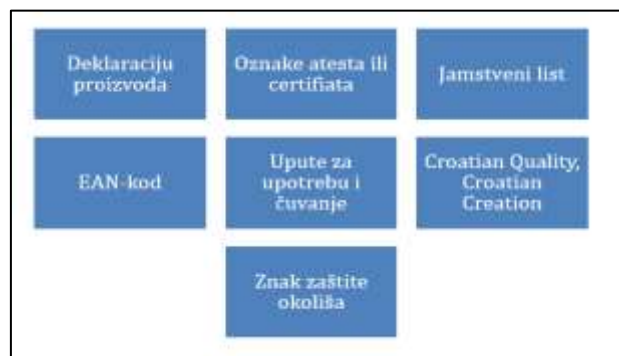 Deklaraciju
proizvoda
Oznake atesta ili
certifiata
Jamstveni list
EAN-kod
Upute za
upotrebu i
čuvanje
Croatian Quality,
Croatian
Creation
Znak zaštite
okoliša